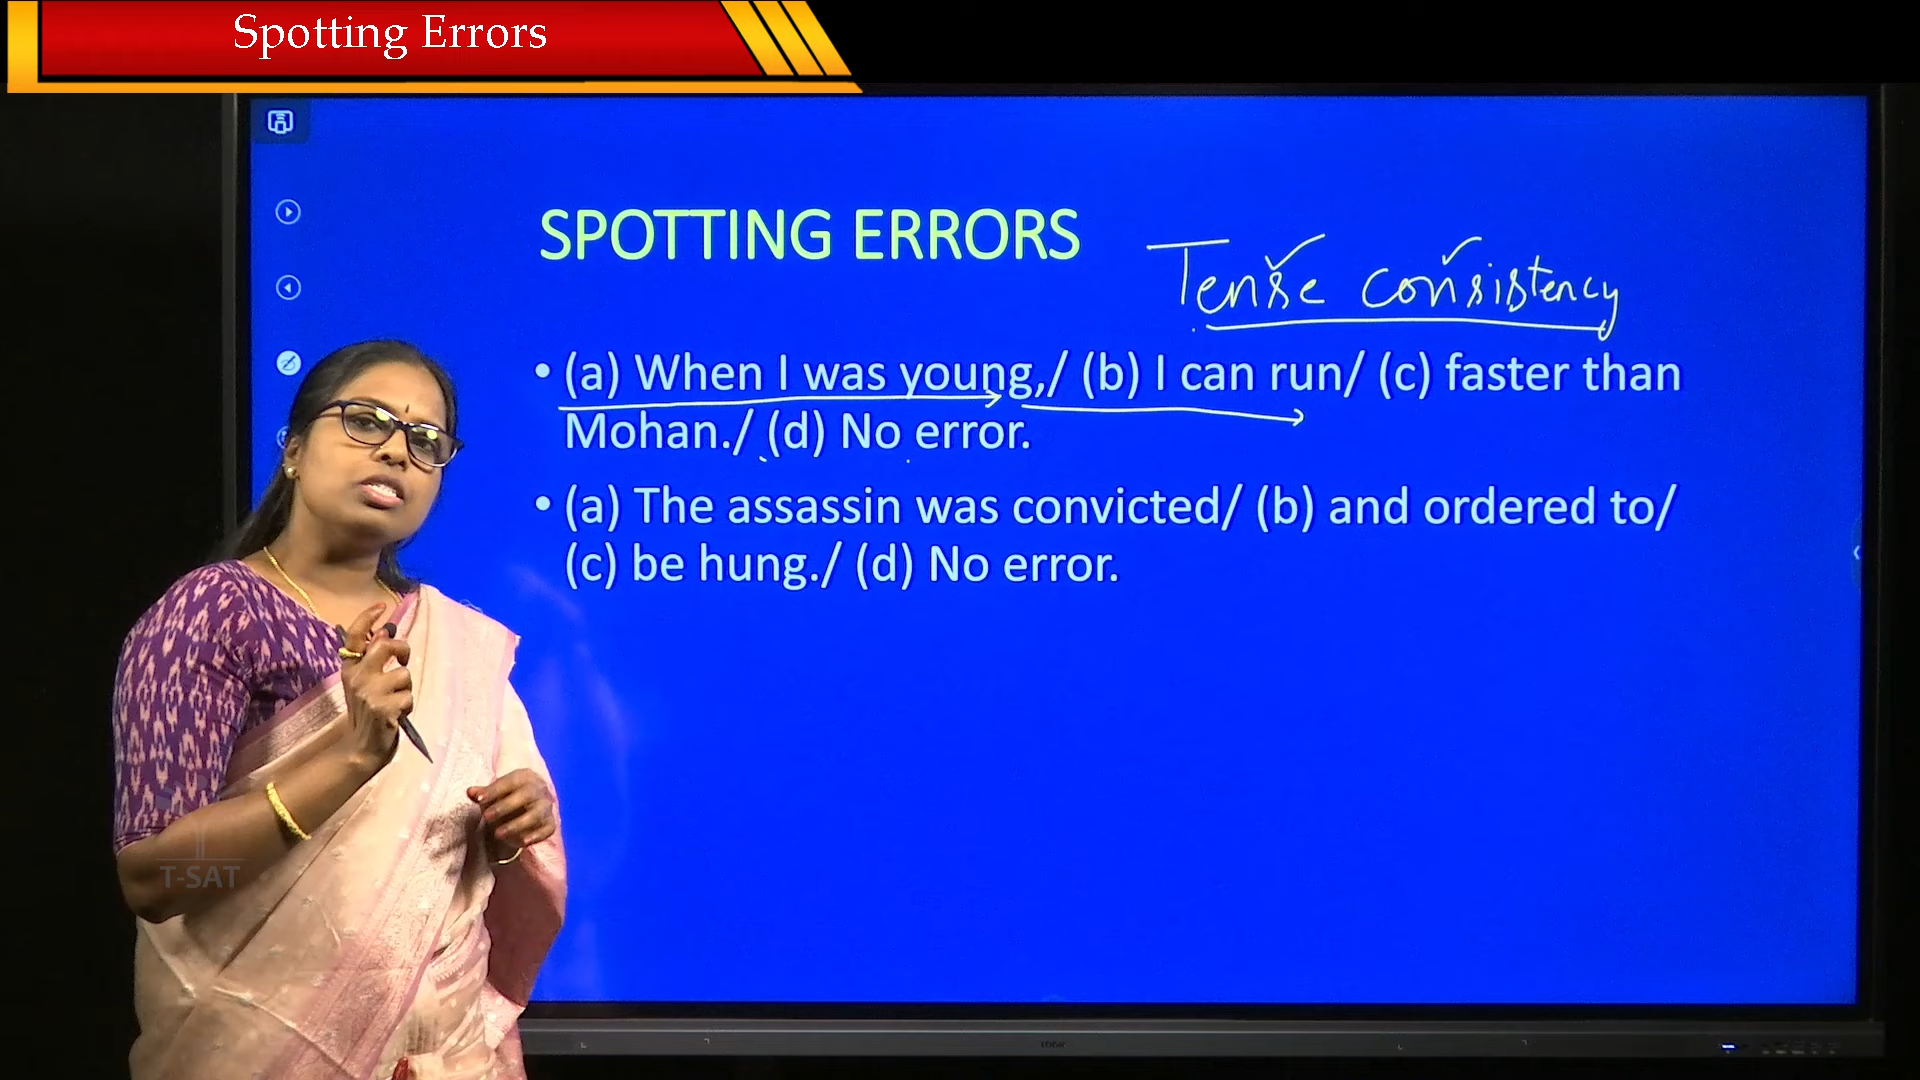 Spotting Errors
SPOTTING ERRORS
Tense consistency
• (a) When I was young,/ (b) I can run/ (c) faster than
Mohan./ (d) No error.
• (a) The assassin was convicted/ (b) and ordered to/
(c) be hung./ (d) No error.
T-SAT